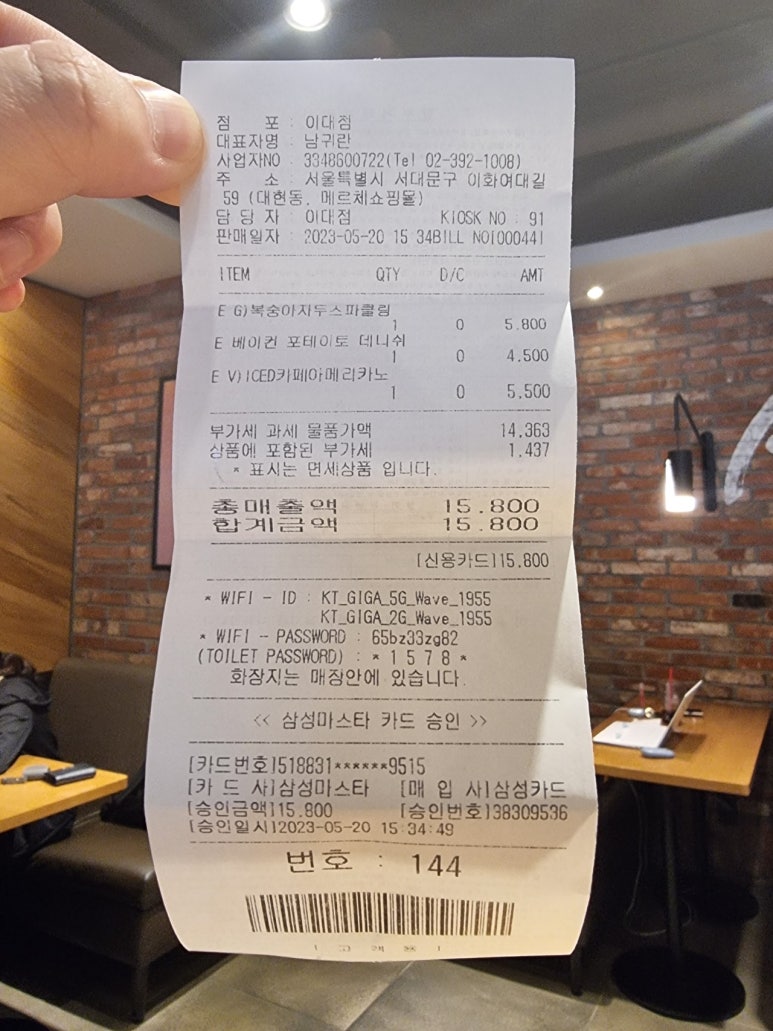 점 포 : 이대점
대표자명 : 남귀란
사업자NO : 3348600722(Tel 02-392-1008)
주 소 : 서울특별시 서대문구 이화여대길
59 (대현동, 메르체쇼핑몰)
담 당 자 : 이대점 KIOSK NO : 91
판매일자 : 2023-05-20 15:34BILL NO[00044]
ITEM QTY D/C AMT
E G)복숭아자두스파클링
1 0 5.800
E 베이컨 포테이토 데니쉬
1 0 4.500
E V)ICED카페아메리카노
1 0 5,500
부가세 과세 물품가액 14,363
상품에 포함된 부가세 1,437
* 표시는 면세상품 입니다.
총매출액 15.800
합계금액 15.800
[신용카드]15,800
* WIFI - ID : KT_GIGA_5G_Wave_1955
KT_GIGA_2G_Wave_1955
* WIFI - PASSWORD : 65bz33zg82
(TOILET PASSWORD) : * 1 5 7 8 *
화장지는 매장안에 있습니다.
<< 삼성마스타 카드 승인 >>
[카드번호]518831******9515
[카 드 사]삼성마스타 [매 입 사]삼성카드
[승인금액]15.800 [승인번호]38309536
[승인일시]2023-05-20 15:34:49
번호 : 144
[ 고 객 용 ]